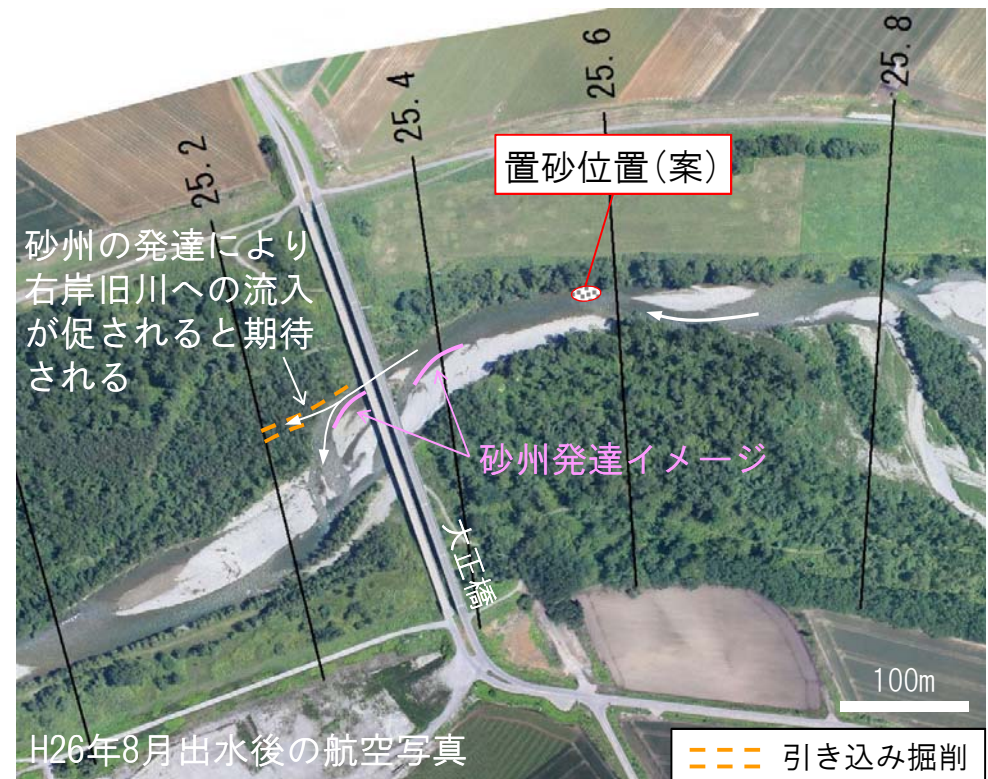 25.2
25.4
25.6
25.8
置砂位置(案)
砂州の発達により
右岸旧川への流入
が促されると期待
される
砂州発達イメージ
大正橋
100m
H26年8月出水後の航空写真
引き込み掘削